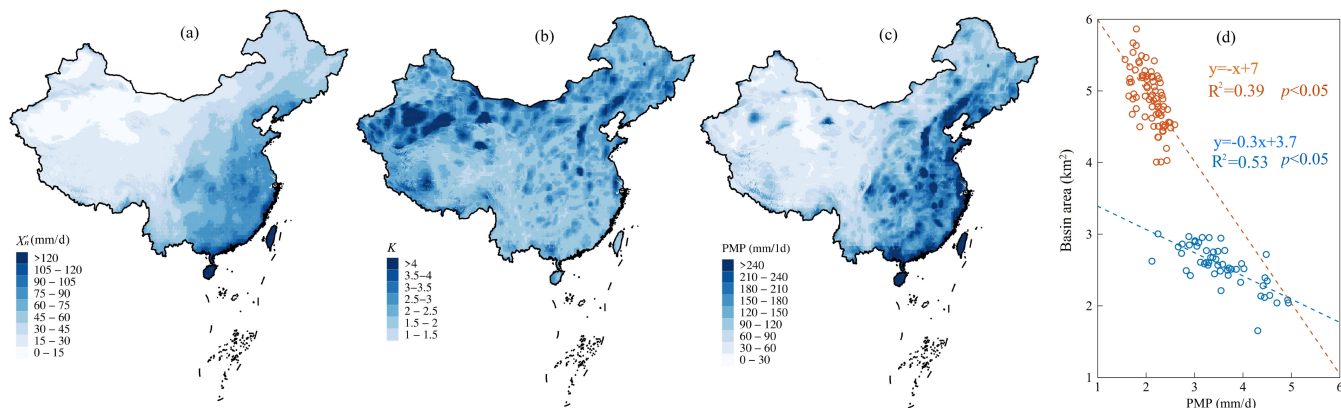 (a)
X̄ₙ (mm/d)
>120
105 – 120
90 – 105
75 – 90
60 – 75
45 – 60
30 – 45
15 – 30
0 – 15
(b)
K
>4
3.5–4
3–3.5
2.5–3
2 – 2.5
1.5 – 2
1 – 1.5
(c)
PMP (mm/1d)
>240
210 – 240
180 – 210
150 – 180
120 – 150
90 – 120
60 – 90
30 – 60
0 – 30
(d)
y=-x+7
R²=0.39 p<0.05
y=-0.3x+3.7
R²=0.53 p<0.05
Basin area (km²)
6
5
4
3
2
1
1 2 3 4 5 6
PMP (mm/d)